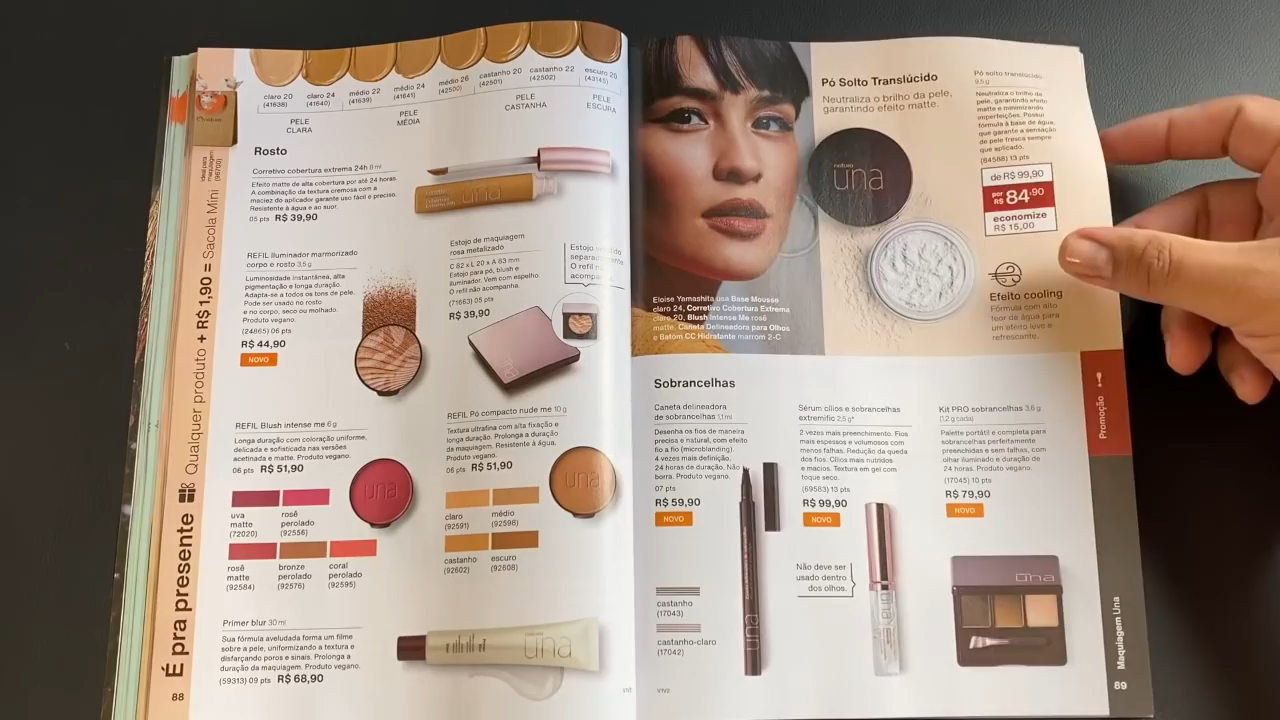 claro 20
(41638)
claro 24
(41640)
médio 22
(41639)
médio 24
(41641)
médio 26
(42500)
castanho 20
(42501)
castanho 22
(42502)
escuro 20
(43145)
PELE
CLARA
PELE
MÉDIA
PELE
CASTANHA
PELE
ESCURA
Rosto
Corretivo cobertura extrema 24h 8 ml
Efeito matte de alta cobertura por até 24 horas.
A combinação da textura cremosa com a
maciez do aplicador garante uso fácil e preciso.
Resistente à água e ao suor.
05 pts R$ 39,90
una
REFIL Iluminador marmorizado
corpo e rosto 3,5 g
Luminosidade instantânea, alta
pigmentação e longa duração.
Adapta-se a todos os tons de pele.
Pode ser usado no rosto
e no corpo, seco ou molhado.
Produto vegano.
(24865) 06 pts
R$ 44,90
NOVO
Estojo de maquiagem
rosa metalizado
C 82 x L 20 x A 83 mm
Estojo para pó, blush e
iluminador. Vem com espelho.
O refil não acompanha.
(71663) 05 pts
R$ 39,90
Estojo
O refil
REFIL Blush intense me 6 g
Longa duração com coloração uniforme,
delicada e sofisticada nas versões
acetinada e matte. Produto vegano.
06 pts R$ 51,90
uva
matte
(72020)
rosê
perolado
(92556)
rosê
matte
(92584)
bronze
perolado
(92576)
coral
perolado
(92595)
una
REFIL Pó compacto nude me 10 g
Textura ultrafina com alta fixação e
longa duração. Prolonga a duração
da maquiagem. Resistente à água.
Produto vegano.
06 pts R$ 51,90
claro
(92591)
médio
(92598)
castanho
(92602)
escuro
(92608)
una
Primer blur 30 ml
Sua fórmula aveludada forma um filme
sobre a pele, uniformizando a textura e
disfarçando poros e sinais. Prolonga a
duração da maquiagem. Produto vegano.
(59313) 09 pts R$ 68,90
una
É pra presente Qualquer produto + R$ 1,90 = Sacola Mini
88
Pó Solto Translúcido
Neutraliza o brilho da pele,
garantindo efeito matte.
natura
una
Pó solto translúcido
9,5 g
Neutraliza o brilho da
pele, garantindo efeito
matte e minimizando
imperfeições. Possui
fórmula à base de água,
que garante a sensação
de pele fresca sempre
que aplicado.
(84588) 13 pts
de R$ 99,90
por
R$ 84,90
economize
R$ 15,00
Efeito cooling
Fórmula com alto
teor de água para
um efeito leve e
refrescante.
Eloise Yamashita usa Base Mousse
claro 24, Corretivo Cobertura Extrema
claro 20, Blush Intense Me rosê
matte, Caneta Delineadora para Olhos
e Batom CC Hidratante marrom 2-C
Sobrancelhas
Caneta delineadora
de sobrancelhas 1,1 ml
Desenha os fios de maneira
precisa e natural, com efeito
fio a fio (microblanding).
4 vezes mais definição.
24 horas de duração. Não
borra. Produto vegano.
07 pts
R$ 59,90
NOVO
castanho
(17043)
castanho-claro
(17042)
una
Sérum cílios e sobrancelhas
extremific 2,5 g*
2 vezes mais preenchimento. Fios
mais espessos e volumosos com
menos falhas. Redução da queda
dos fios. Cílios mais nutridos
e macios. Textura em gel com
toque seco.
(69583) 13 pts
R$ 99,90
NOVO
Não deve ser
usado dentro
dos olhos.
una
Kit PRO sobrancelhas 3,6 g
(1,2 g cada)
Palette portátil e completa para
sobrancelhas perfeitamente
preenchidas e sem falhas, com
olhar iluminado e duração de
24 horas. Produto vegano.
(17045) 10 pts
R$ 79,90
NOVO
una
Promoção
Maquiagem Una
89